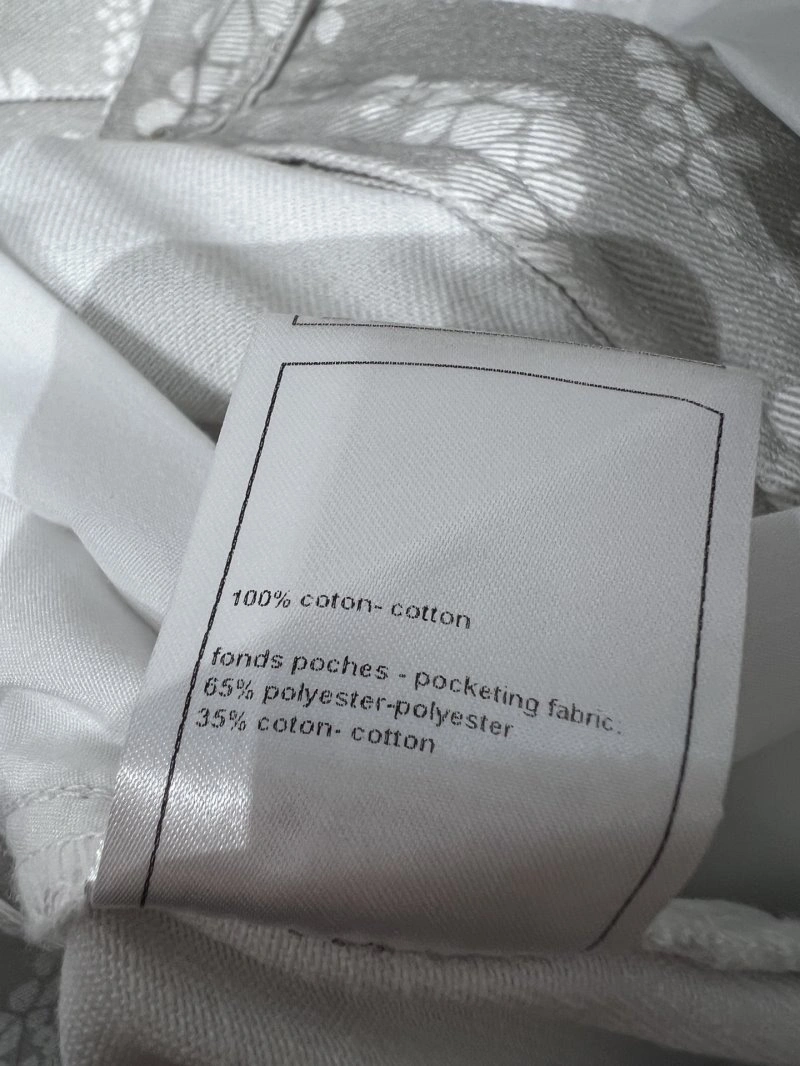 100% coton- cotton
fonds poches - pocketing fabric.
65% polyester-polyester
35% coton- cotton